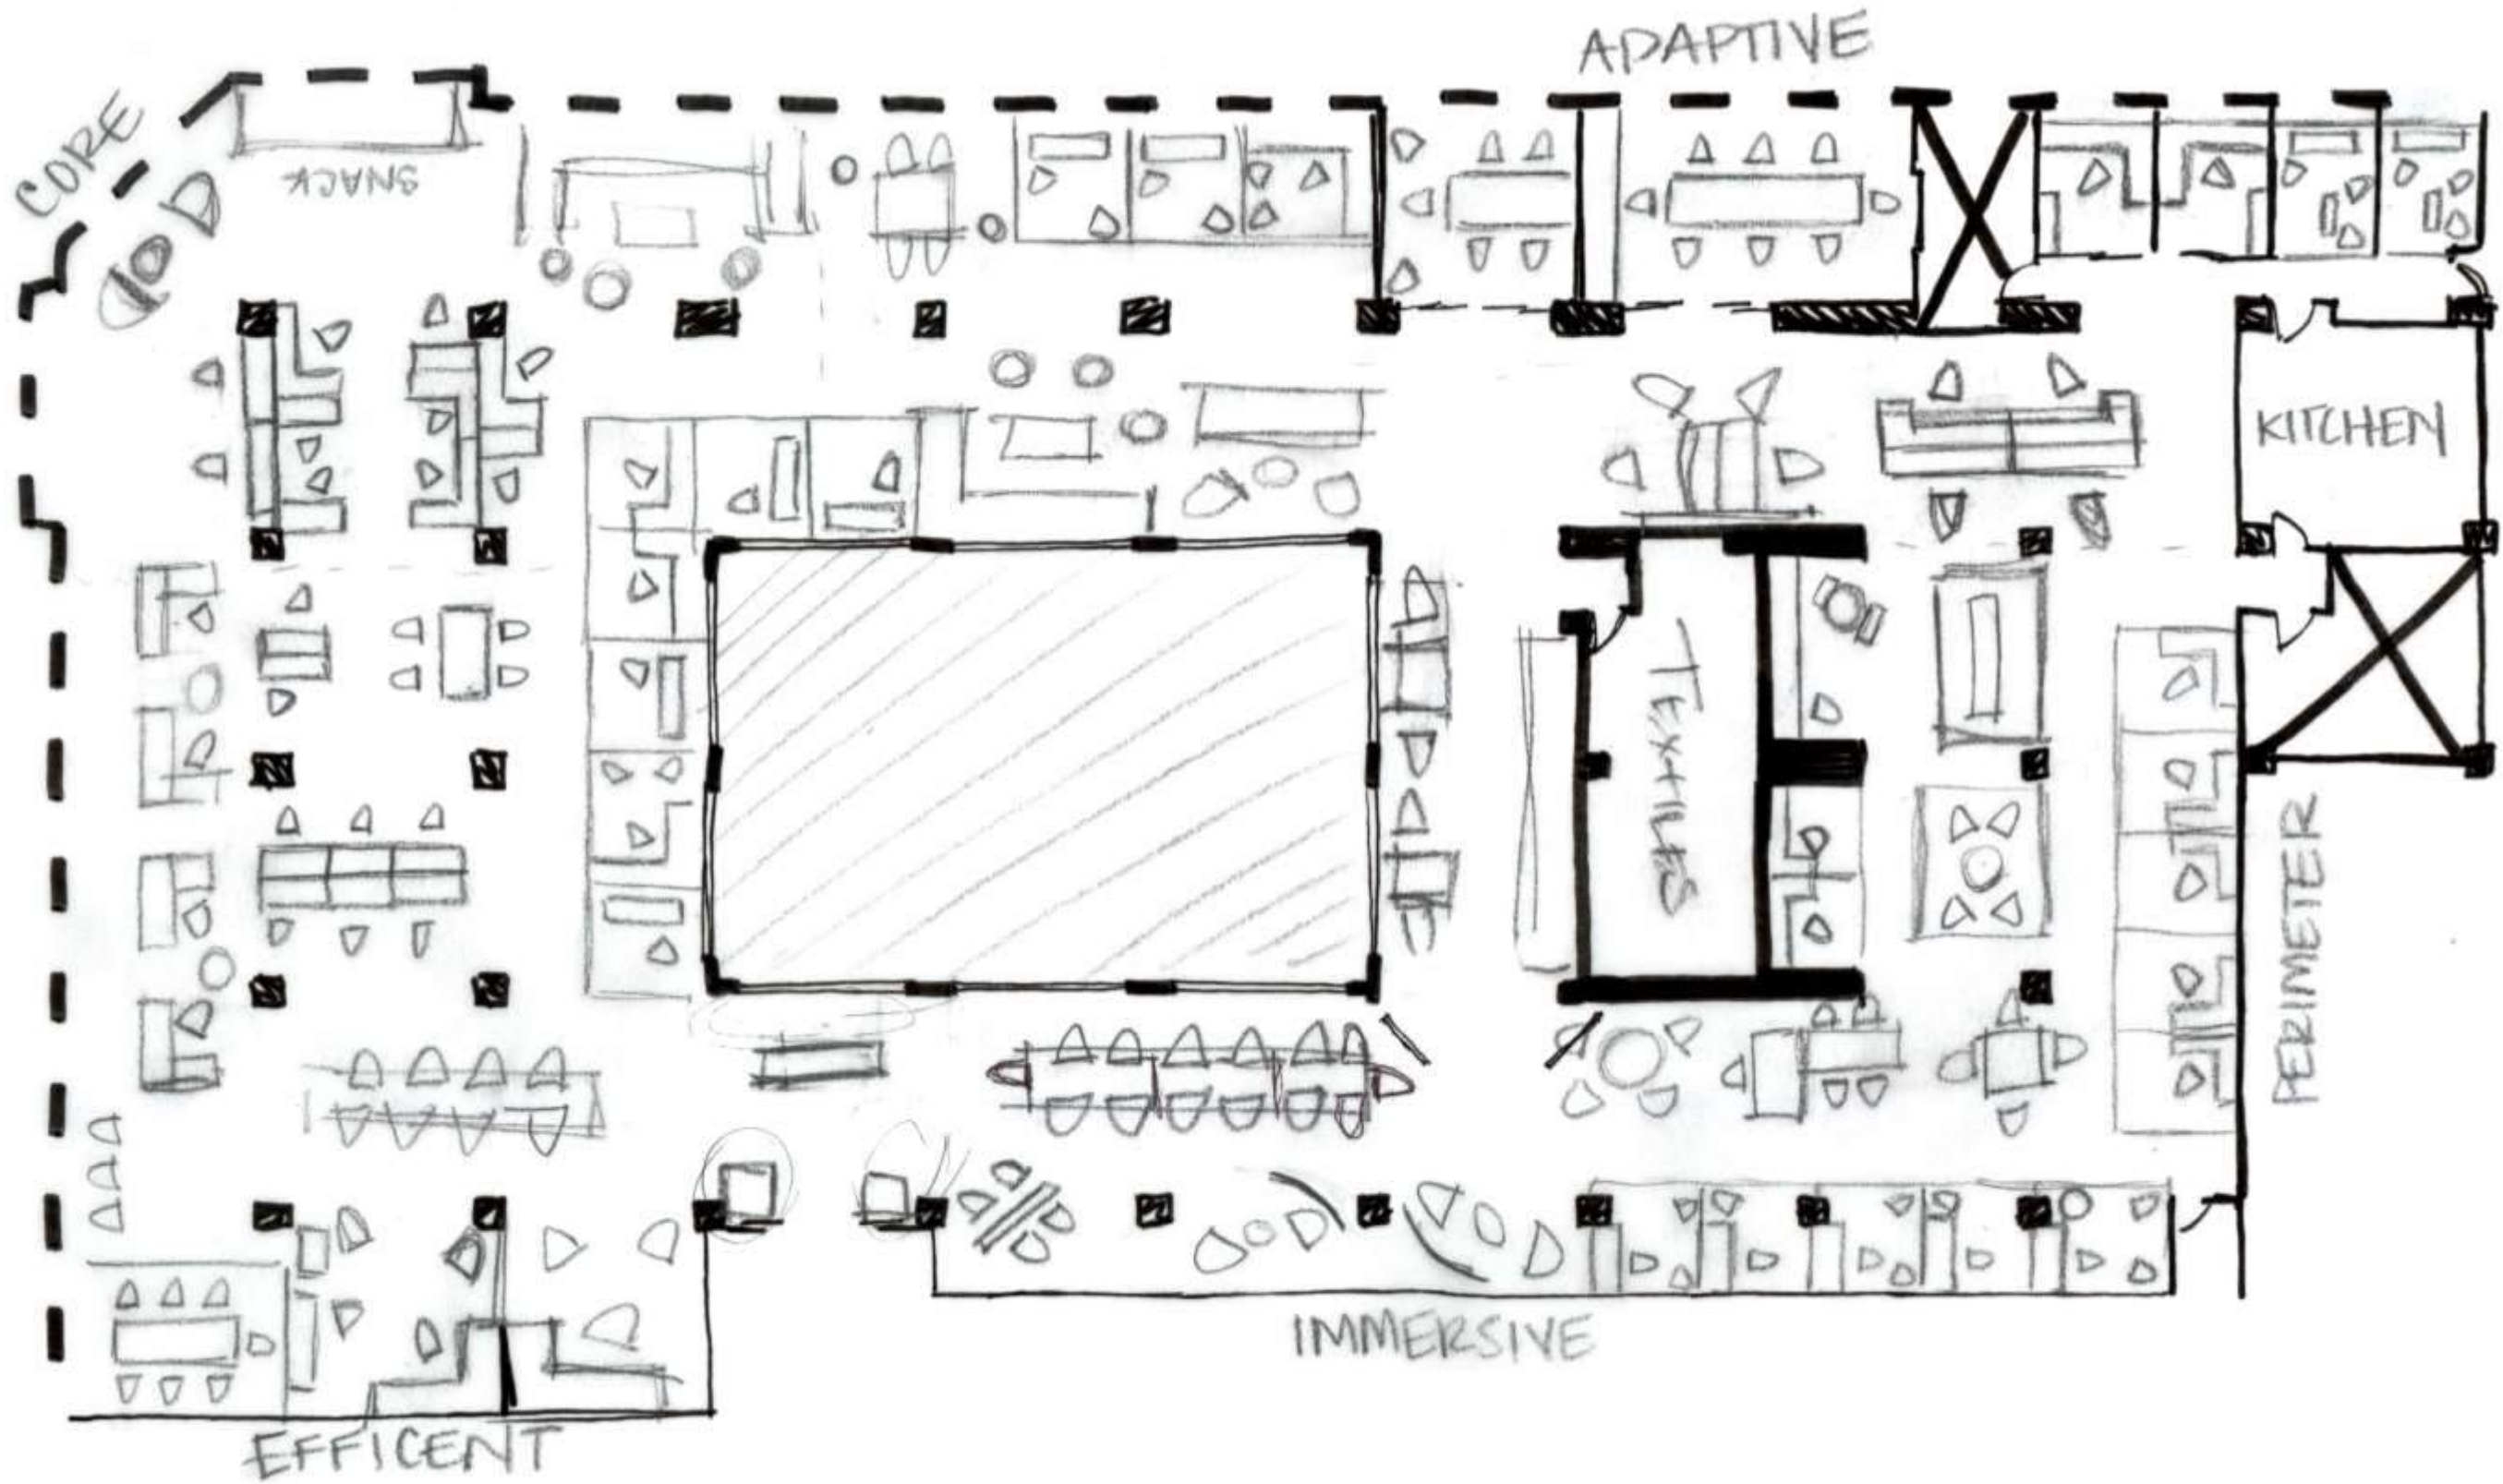 ADAPTIVE
CORE
SNACK
KITCHEN
TEXTILES
PERIMETER
IMMERSIVE
EFFICENT